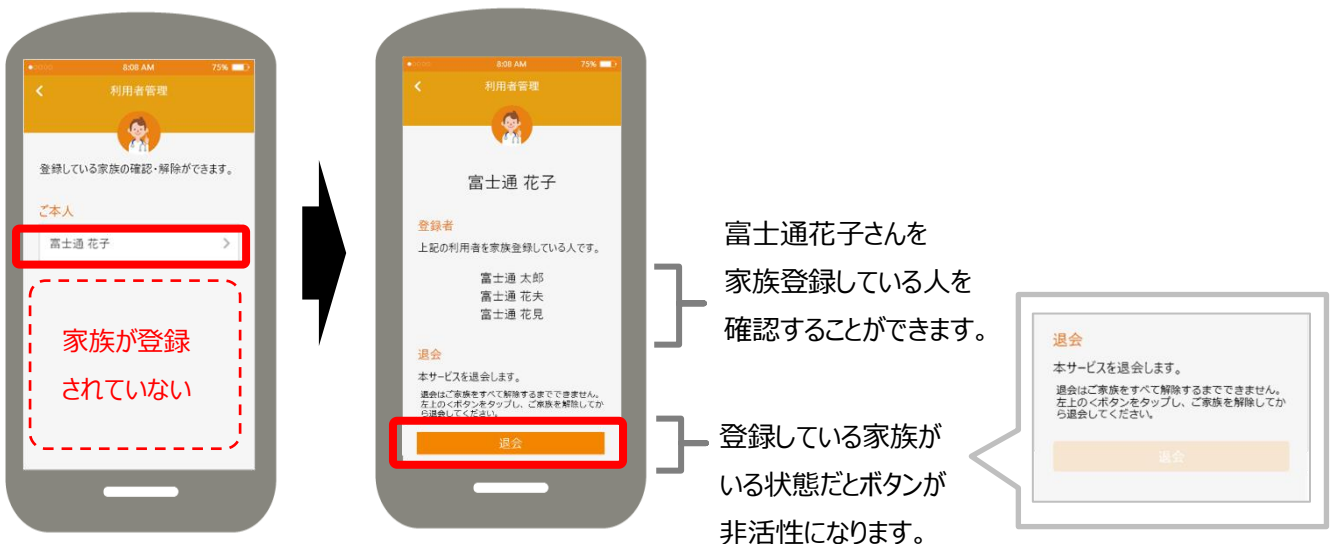 8:08 AM 75%
利用者管理
登録している家族の確認・解除ができます。
ご本人
富士通 花子
家族が登録
されていない
8:08 AM 75%
利用者管理
富士通 花子
登録者
上記の利用者を家族登録している人です。
富士通 太郎
富士通 花夫
富士通 花見
退会
本サービスを退会します。
退会はご家族をすべて解除するまでできません。
左上の<ボタンをタップし、ご家族を解除してか
ら退会してください。
退会
富士通花子さんを
家族登録している人を
確認することができます。
登録している家族が
いる状態だとボタンが
非活性になります。
退会
本サービスを退会します。
退会はご家族をすべて解除するまでできません。
左上の<ボタンをタップし、ご家族を解除してか
ら退会してください。
退会